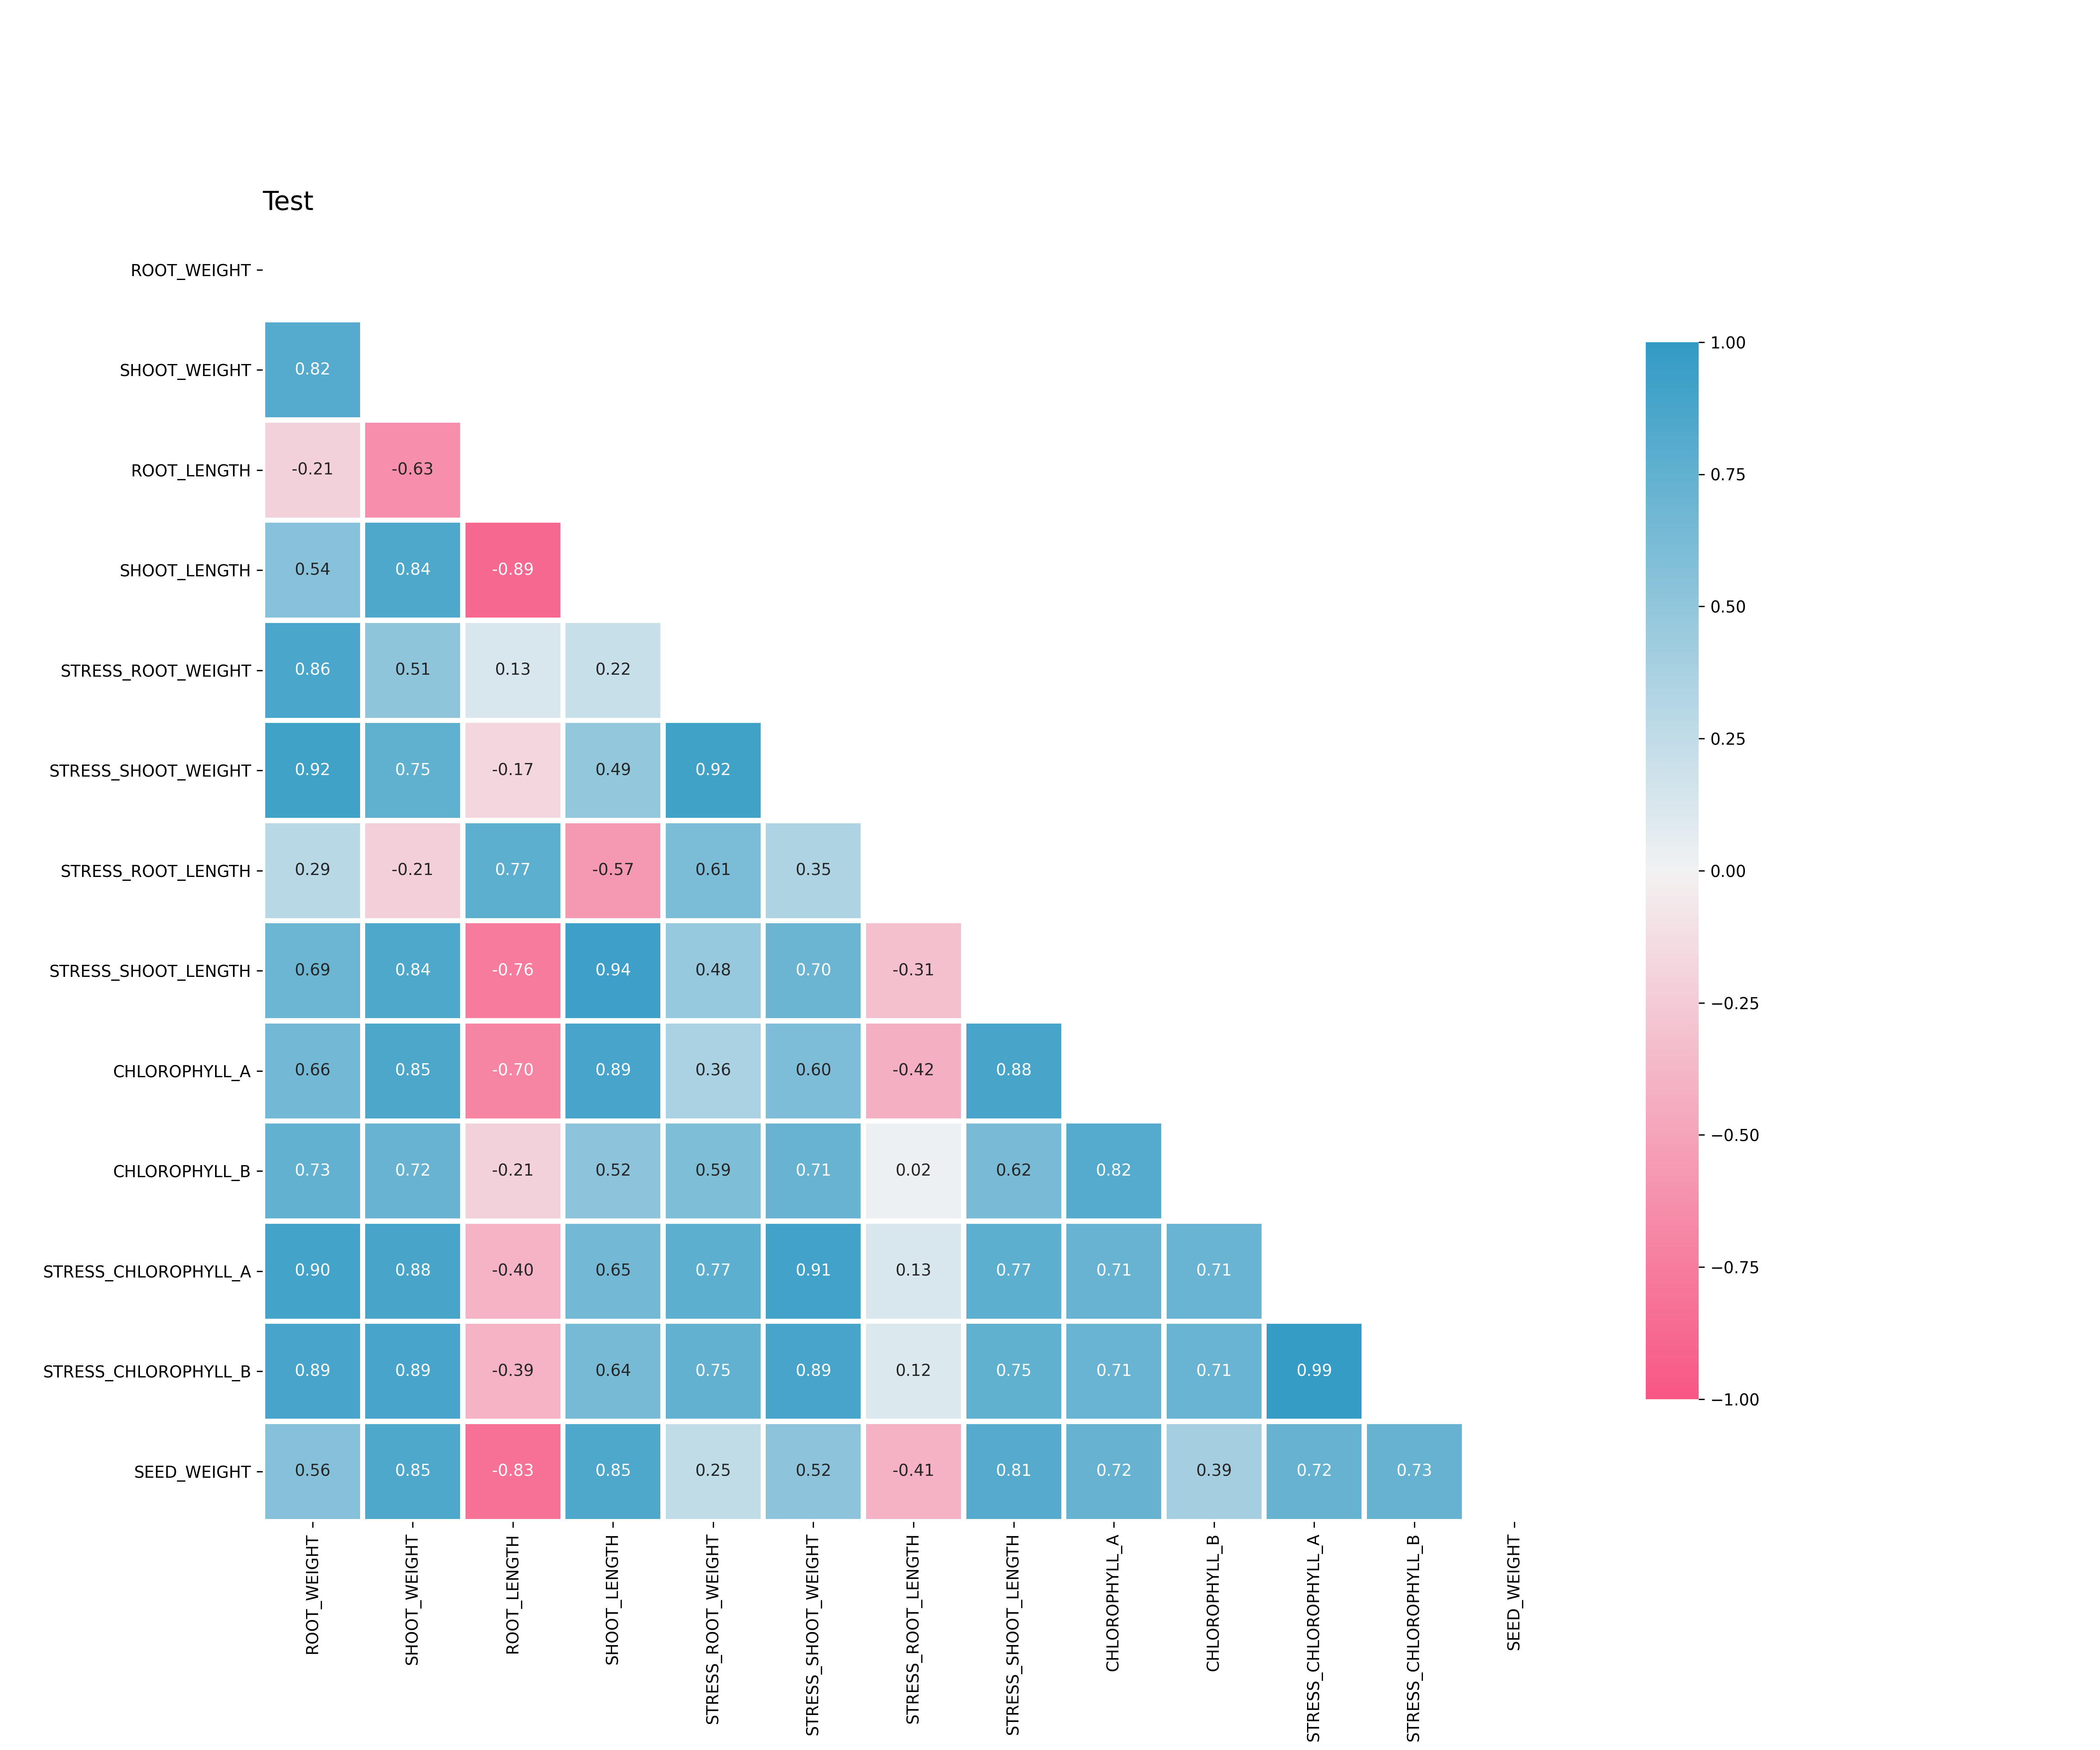 Test
ROOT_WEIGHT
SHOOT_WEIGHT 0.82
ROOT_LENGTH -0.21 -0.63
SHOOT_LENGTH 0.54 0.84 -0.89
STRESS_ROOT_WEIGHT 0.86 0.51 0.13 0.22
STRESS_SHOOT_WEIGHT 0.92 0.75 -0.17 0.49 0.92
STRESS_ROOT_LENGTH 0.29 -0.21 0.77 -0.57 0.61 0.35
STRESS_SHOOT_LENGTH 0.69 0.84 -0.76 0.94 0.48 0.70 -0.31
CHLOROPHYLL_A 0.66 0.85 -0.70 0.89 0.36 0.60 -0.42 0.88
CHLOROPHYLL_B 0.73 0.72 -0.21 0.52 0.59 0.71 0.02 0.62 0.82
STRESS_CHLOROPHYLL_A 0.90 0.88 -0.40 0.65 0.77 0.91 0.13 0.77 0.71 0.71
STRESS_CHLOROPHYLL_B 0.89 0.89 -0.39 0.64 0.75 0.89 0.12 0.75 0.71 0.71 0.99
SEED_WEIGHT 0.56 0.85 -0.83 0.85 0.25 0.52 -0.41 0.81 0.72 0.39 0.72 0.73
ROOT_WEIGHT
SHOOT_WEIGHT
ROOT_LENGTH
SHOOT_LENGTH
STRESS_ROOT_WEIGHT
STRESS_SHOOT_WEIGHT
STRESS_ROOT_LENGTH
STRESS_SHOOT_LENGTH
CHLOROPHYLL_A
CHLOROPHYLL_B
STRESS_CHLOROPHYLL_A
STRESS_CHLOROPHYLL_B
SEED_WEIGHT
1.00
0.75
0.50
0.25
0.00
−0.25
−0.50
−0.75
−1.00